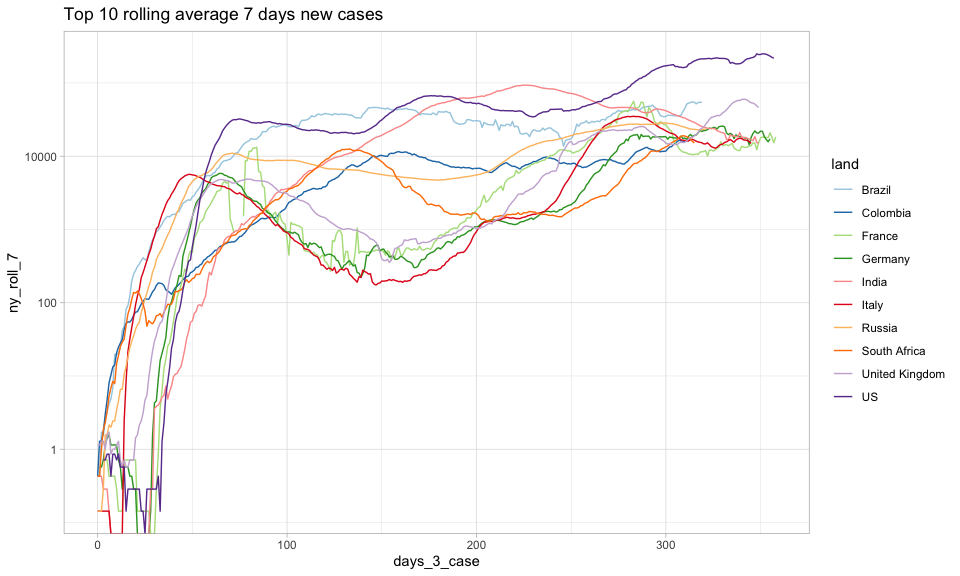 Top 10 rolling average 7 days new cases
ny_roll_7
10000
100
1
0
100
200
300
days_3_case
land
Brazil
Colombia
France
Germany
India
Italy
Russia
South Africa
United Kingdom
US